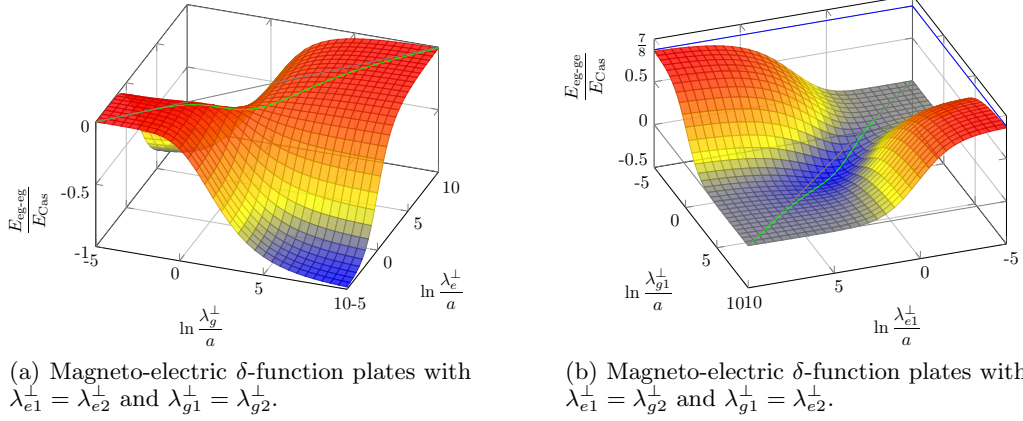 0
-0.5
-1
-5
0
5
10
-5
0
5
10
E_eg-eg / E_Cas
ln λ_g^⊥ / a
ln λ_e^⊥ / a
7/8
0.5
0
-0.5
-5
0
5
10
10
5
0
-5
E_eg-ge / E_Cas
ln λ_g1^⊥ / a
ln λ_e1^⊥ / a
(a) Magneto-electric δ-function plates with
λ_e1^⊥ = λ_e2^⊥ and λ_g1^⊥ = λ_g2^⊥.
(b) Magneto-electric δ-function plates with
λ_e1^⊥ = λ_g2^⊥ and λ_g1^⊥ = λ_e2^⊥.